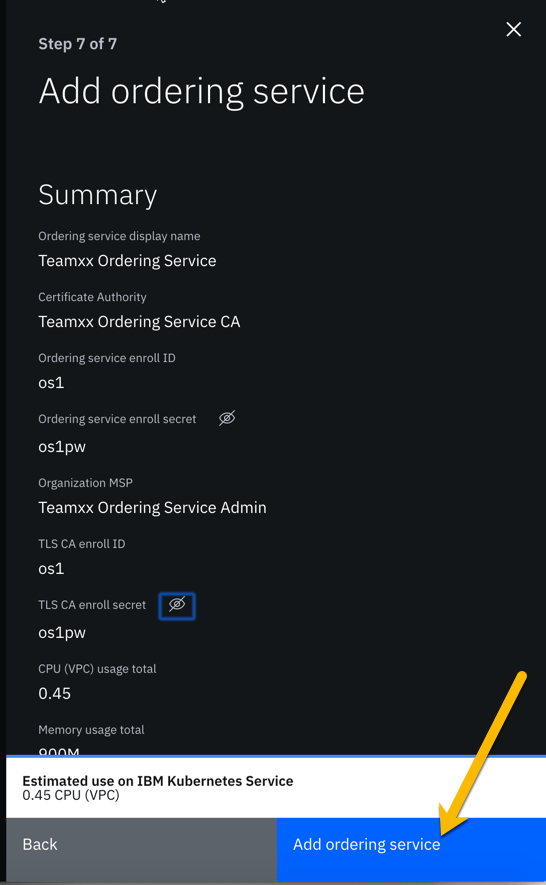 Step 7 of 7
Add ordering service
Summary
Ordering service display name
Teamxx Ordering Service
Certificate Authority
Teamxx Ordering Service CA
Ordering service enroll ID
os1
Ordering service enroll secret
os1pw
Organization MSP
Teamxx Ordering Service Admin
TLS CA enroll ID
os1
TLS CA enroll secret
os1pw
CPU (VPC) usage total
0.45
Memory usage total
900M
Estimated use on IBM Kubernetes Service
0.45 CPU (VPC)
Back
Add ordering service